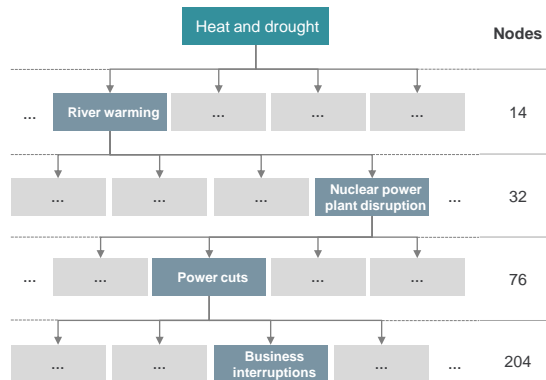 Heat and drought
Nodes
... River warming ... ... ... 14
... ... ... Nuclear power
plant disruption ... 32
... ... Power cuts ... ... 76
... ... Business
interruptions ... ... 204